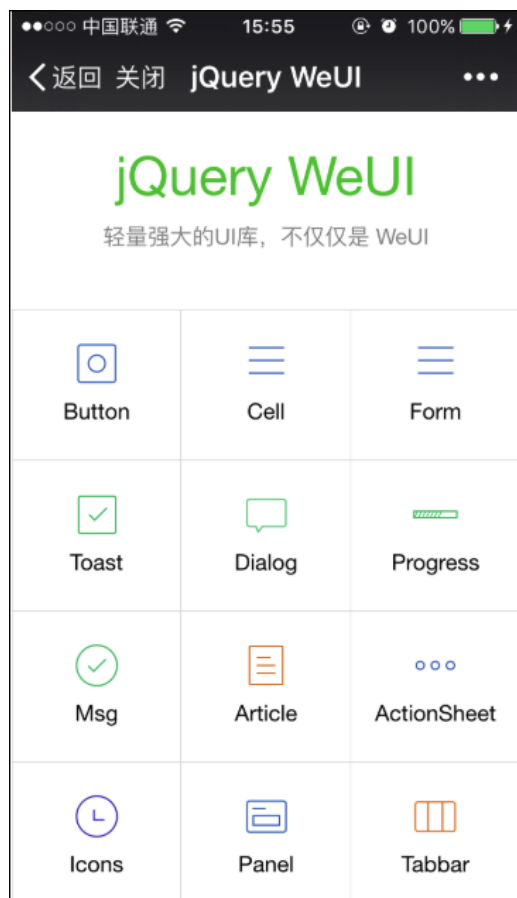 中国联通 15:55 100%
返回 关闭 jQuery WeUI
jQuery WeUI
轻量强大的UI库，不仅仅是 WeUI
Button Cell Form
Toast Dialog Progress
Msg Article ActionSheet
Icons Panel Tabbar